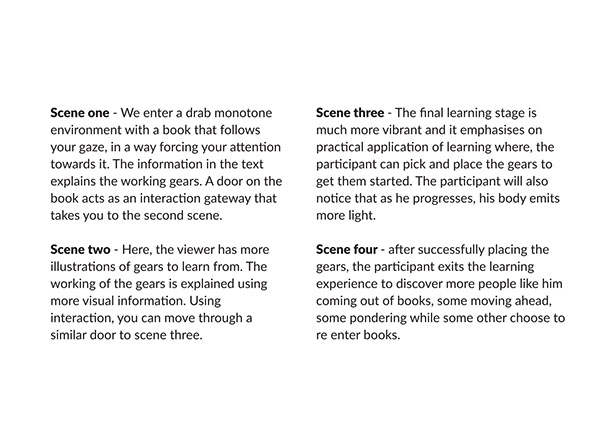 Scene one - We enter a drab monotone
environment with a book that follows
your gaze, in a way forcing your attention
towards it. The information in the text
explains the working gears. A door on the
book acts as an interaction gateway that
takes you to the second scene.
Scene two - Here, the viewer has more
illustrations of gears to learn from. The
working of the gears is explained using
more visual information. Using
interaction, you can move through a
similar door to scene three.
Scene three - The final learning stage is
much more vibrant and it emphasises on
practical application of learning where, the
participant can pick and place the gears to
get them started. The participant will also
notice that as he progresses, his body emits
more light.
Scene four - after successfully placing the
gears, the participant exits the learning
experience to discover more people like him
coming out of books, some moving ahead,
some pondering while some other choose to
re enter books.